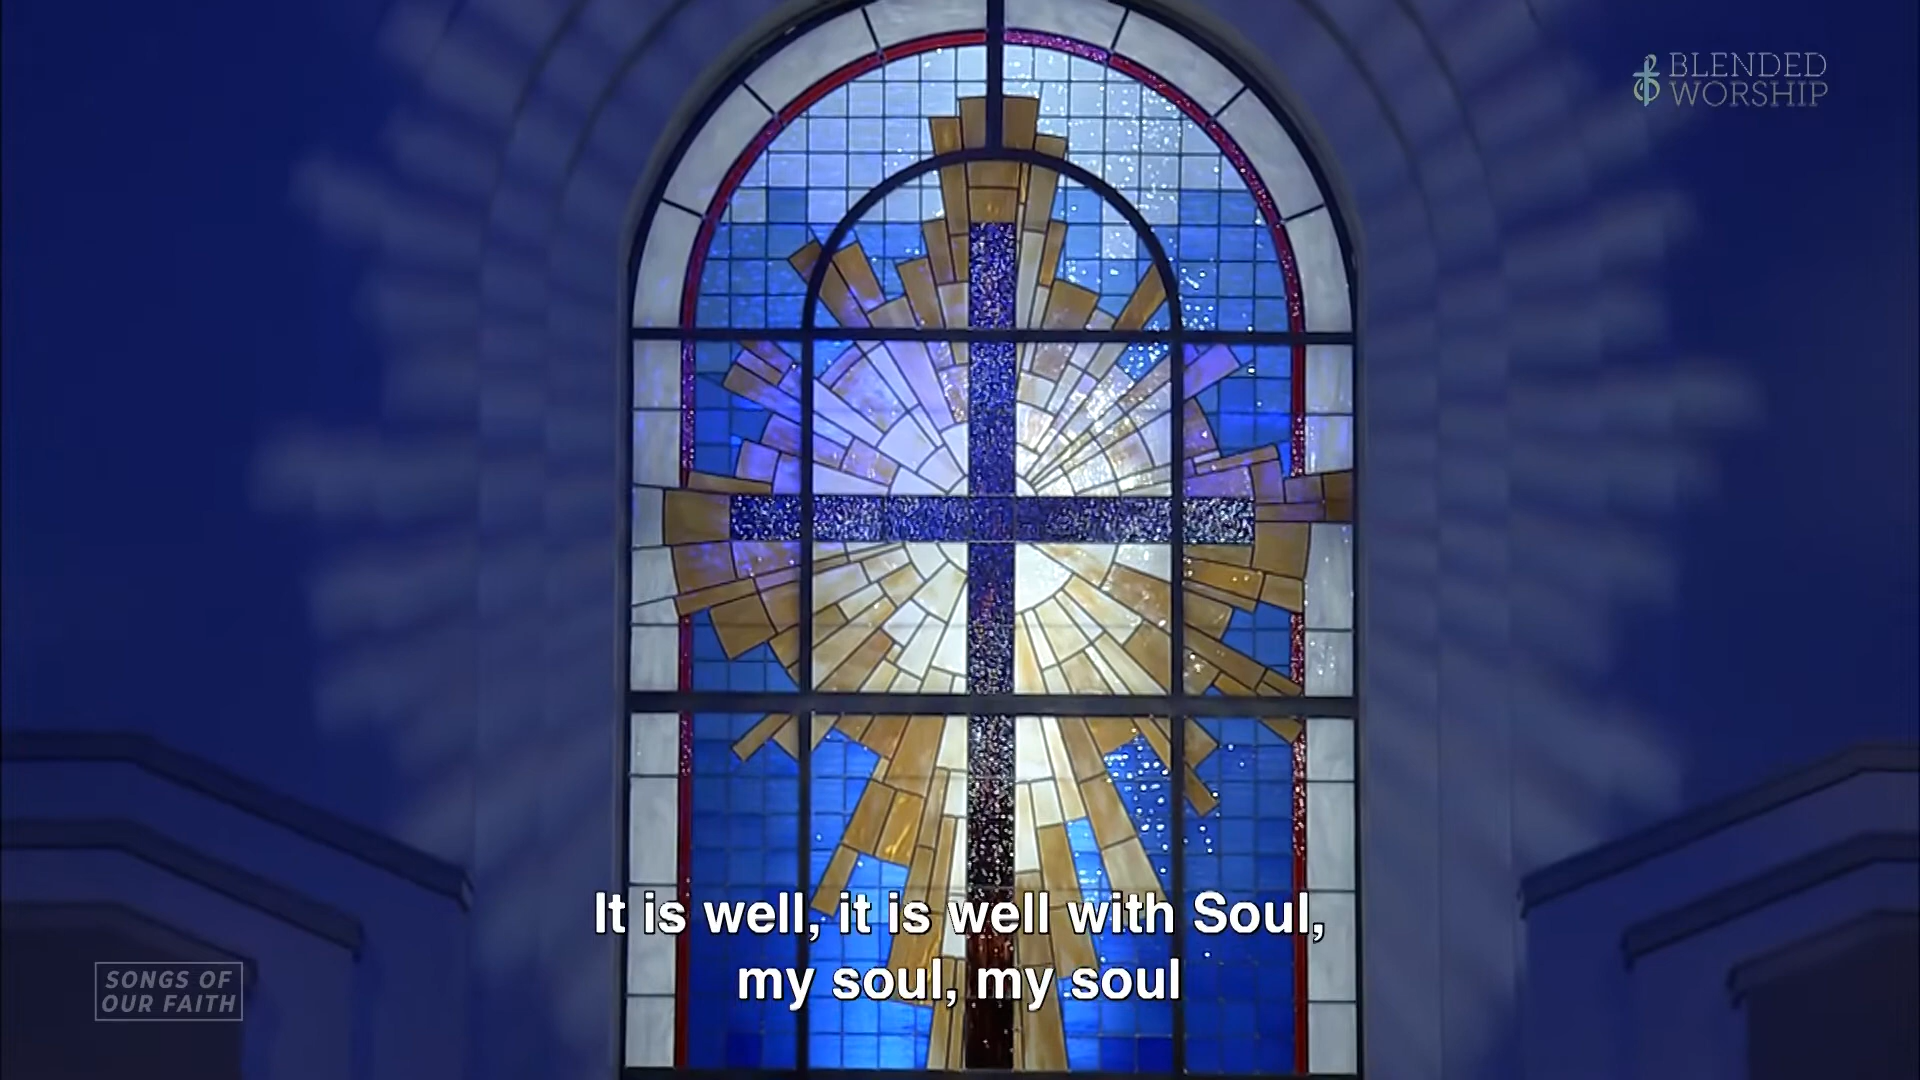 BLENDED
WORSHIP
It is well, it is well with Soul,
my soul, my soul
SONGS OF
OUR FAITH